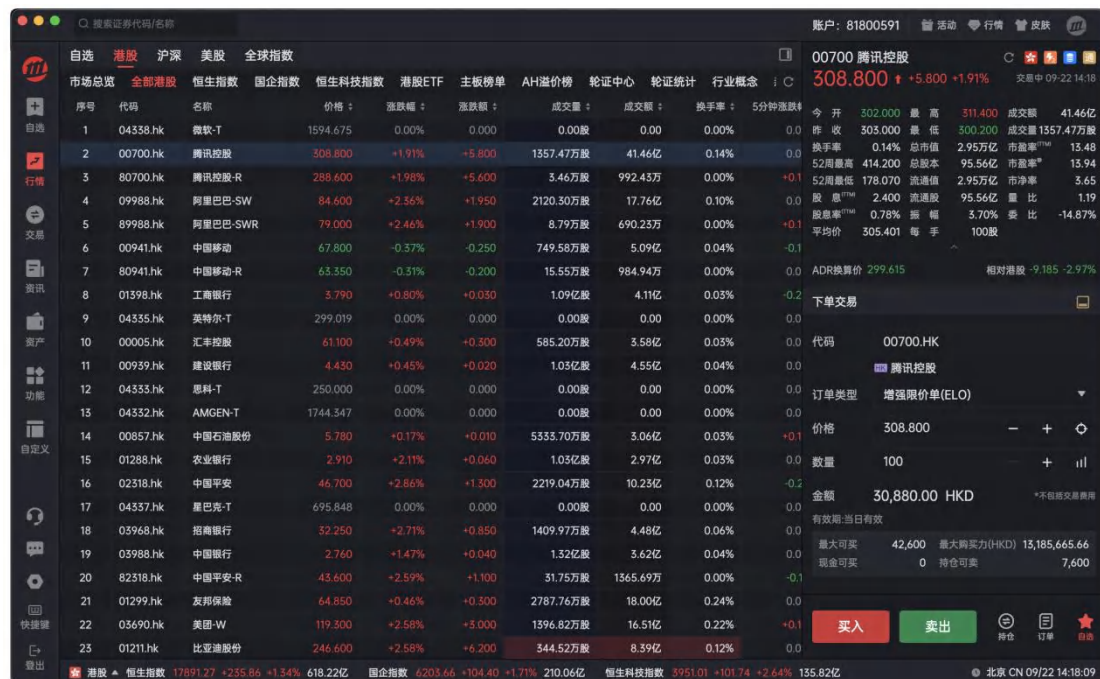 搜索证券代码/名称
账户：81800591 活动 行情 皮肤
自选 港股 沪深 美股 全球指数
市场总览 全部港股 恒生指数 国企指数 恒生科技指数 港股ETF 主板榜单 AH溢价榜 轮证中心 轮证统计 行业概念
序号 代码 名称 价格 涨跌幅 涨跌额 成交量 成交额 换手率 5分钟涨跌
1 04338.hk 微软-T 1594.675 0.00% 0.000 0.00股 0.00 0.00% 0.0
2 00700.hk 腾讯控股 308.800 +1.91% +5.800 1357.47万股 41.46亿 0.14% 0.0
3 80700.hk 腾讯控股-R 288.600 +1.98% +5.600 3.46万股 992.43万 0.00% +0.1
4 09988.hk 阿里巴巴-SW 84.600 +2.36% +1.950 2120.30万股 17.76亿 0.10% 0.0
5 89988.hk 阿里巴巴-SWR 79.000 +2.46% +1.900 8.79万股 690.23万 0.00% +0.1
6 00941.hk 中国移动 67.800 -0.37% -0.250 749.58万股 5.09亿 0.04% -0.1
7 80941.hk 中国移动-R 63.350 -0.31% -0.200 15.55万股 984.94万 0.00% 0.0
8 01398.hk 工商银行 3.790 +0.80% +0.030 1.09亿股 4.11亿 0.03% -0.2
9 04335.hk 英特尔-T 299.019 0.00% 0.000 0.00股 0.00 0.00% 0.0
10 00005.hk 汇丰控股 61.100 +0.49% +0.300 585.20万股 3.58亿 0.03% 0.0
11 00939.hk 建设银行 4.430 +0.45% +0.020 1.03亿股 4.55亿 0.04% 0.0
12 04333.hk 思科-T 250.000 0.00% 0.000 0.00股 0.00 0.00% 0.0
13 04332.hk AMGEN-T 1744.347 0.00% 0.000 0.00股 0.00 0.00% 0.0
14 00857.hk 中国石油股份 5.780 +0.17% +0.010 5333.70万股 3.06亿 0.03% +0.1
15 01288.hk 农业银行 2.910 +2.11% +0.060 1.03亿股 2.97亿 0.03% 0.0
16 02318.hk 中国平安 46.700 +2.86% +1.300 2219.04万股 10.23亿 0.12% -0.2
17 04337.hk 星巴克-T 695.848 0.00% 0.000 0.00股 0.00 0.00% 0.0
18 03968.hk 招商银行 32.250 +2.71% +0.850 1409.97万股 4.48亿 0.06% 0.0
19 03988.hk 中国银行 2.760 +1.47% +0.040 1.32亿股 3.62亿 0.04% 0.0
20 82318.hk 中国平安-R 43.600 +2.59% +1.100 31.75万股 1365.69万 0.00% -0.1
21 01299.hk 友邦保险 64.850 +0.46% +0.300 2787.76万股 18.00亿 0.24% 0.0
22 03690.hk 美团-W 119.300 +2.58% +3.000 1396.82万股 16.51亿 0.22% +0.1
23 01211.hk 比亚迪股份 246.600 +2.58% +6.200 344.52万股 8.39亿 0.12% 0.0
自选
行情
交易
资讯
资产
功能
自定义
快捷键
登出
00700 腾讯控股
308.800 +5.800 +1.91% 交易中 09-22 14:18
今 开 302.000 最 高 311.400 成交额 41.46亿
昨 收 303.000 最 低 300.200 成交量 1357.47万股
换手率 0.14% 总市值 2.95万亿 市盈率(TTM) 13.48
52周最高 414.200 总股本 95.56亿 市盈率 13.94
52周最低 178.070 流通值 2.95万亿 市净率 3.65
股 息(TTM) 2.400 流通股 95.56亿 量 比 1.19
股息率(TTM) 0.78% 振 幅 3.70% 委 比 -14.87%
平均价 305.401 每 手 100股
ADR换算价 299.615 相对港股 -9.185 -2.97%
下单交易
代码 00700.HK
HK 腾讯控股
订单类型 增强限价单(ELO)
价格 308.800 − +
数量 100 +
金额 30,880.00 HKD *不包括交易费用
有效期:当日有效
最大可买 42,600 最大购买力(HKD) 13,185,665.66
现金可买 0 持仓可卖 7,600
买入 卖出 持仓 订单 自选
港股 恒生指数 17891.27 +235.86 +1.34% 618.22亿 国企指数 6203.66 +104.40 +1.71% 210.06亿 恒生科技指数 3951.01 +101.74 +2.64% 135.82亿 北京 CN 09/22 14:18:09